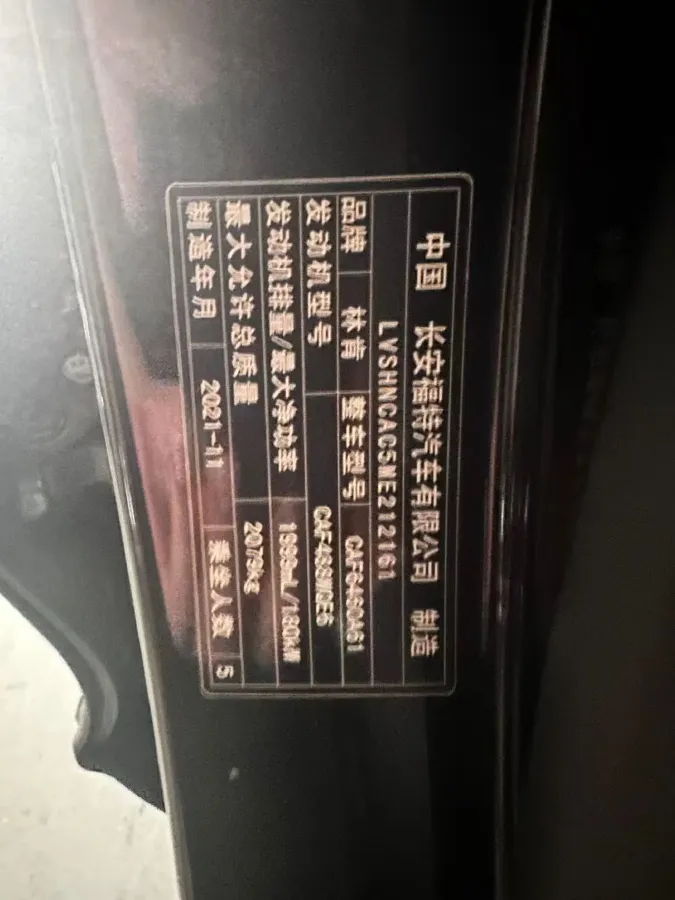 中国 长安福特汽车有限公司 制造
LVSHNCAC5ME212161
品牌 林肯 整车型号 CAF6460A61
发动机型号 CAF488WQE6
发动机排量/最大净功率 1999mL/180kW
最大允许总质量 2079kg
制造年月 2021-11 乘坐人数 5